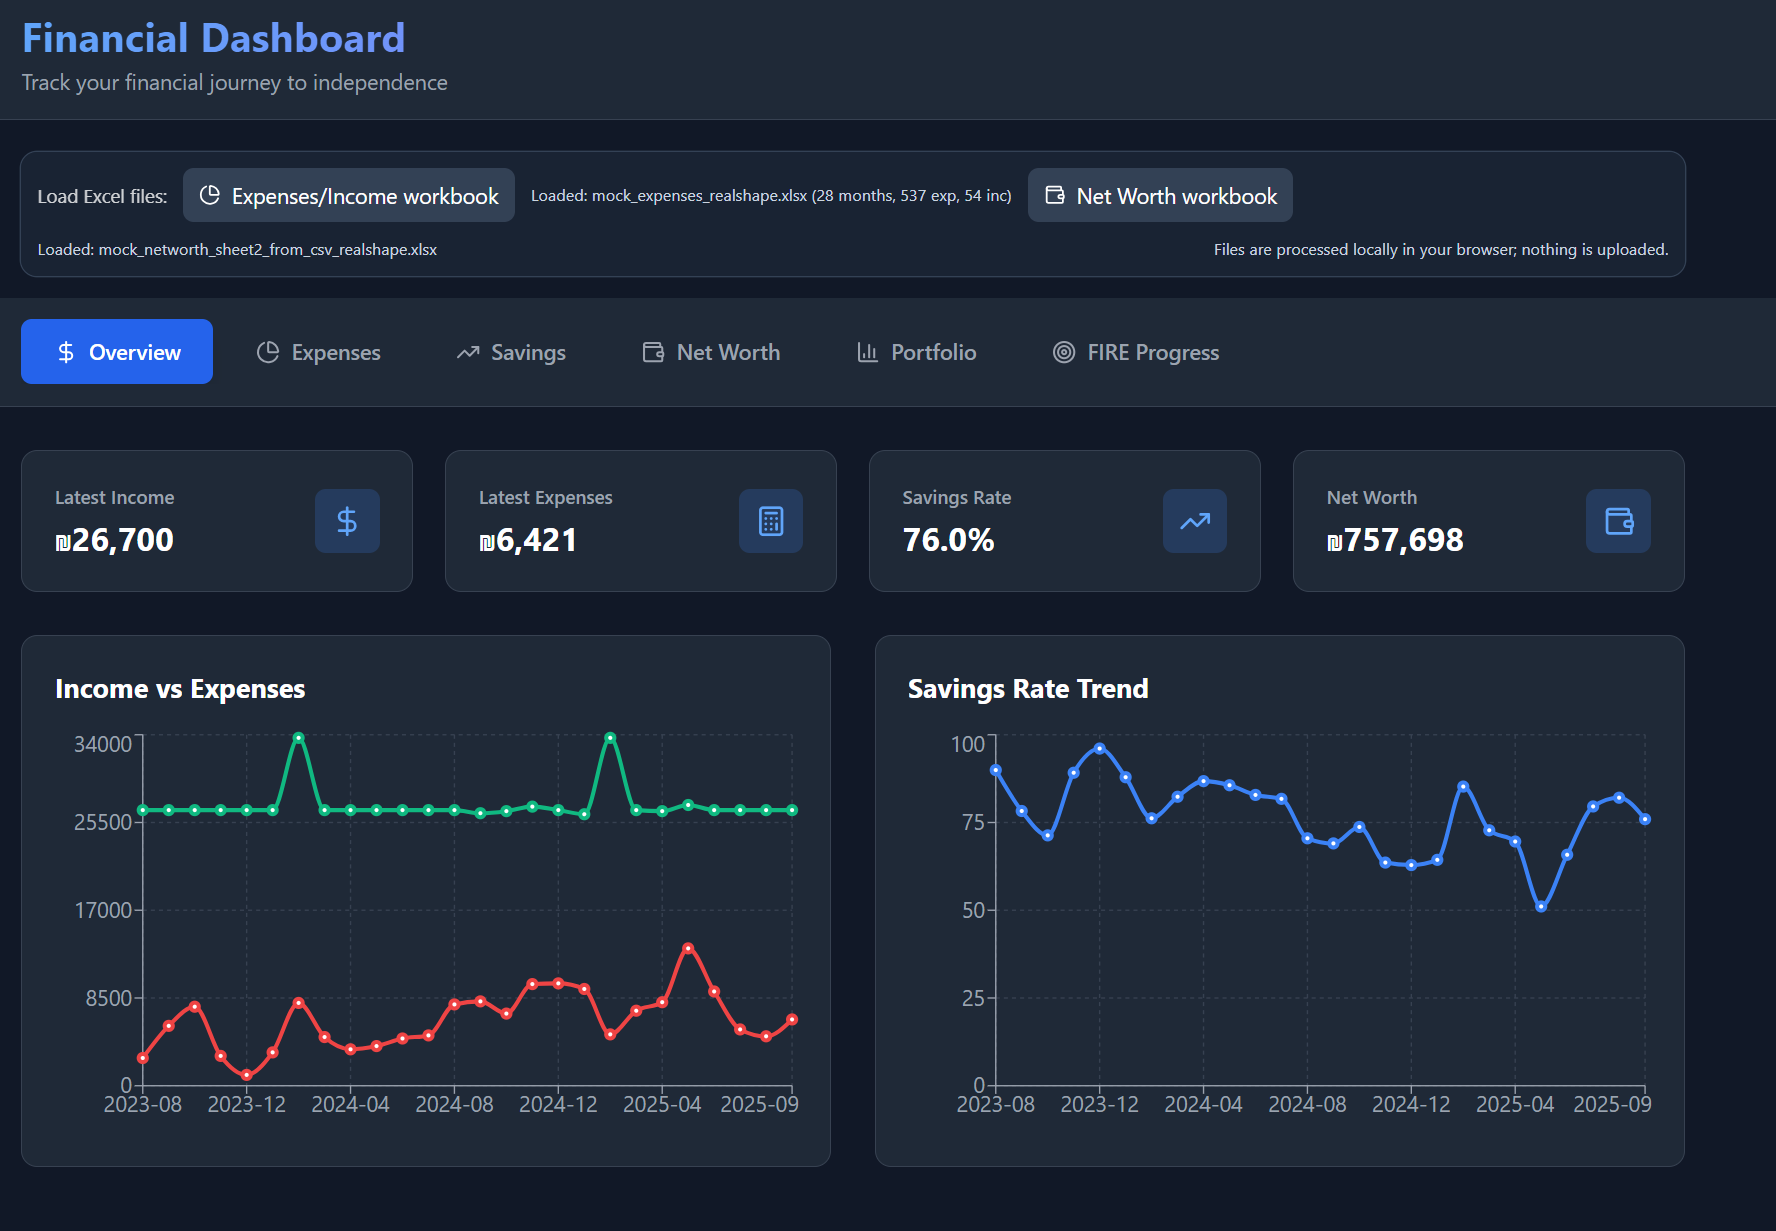 Financial Dashboard
Track your financial journey to independence
Load Excel files:
Expenses/Income workbook
Loaded: mock_expenses_realshape.xlsx (28 months, 537 exp, 54 inc)
Net Worth workbook
Loaded: mock_networth_sheet2_from_csv_realshape.xlsx
Files are processed locally in your browser; nothing is uploaded.
Overview
Expenses
Savings
Net Worth
Portfolio
FIRE Progress
Latest Income
₪26,700
Latest Expenses
₪6,421
Savings Rate
76.0%
Net Worth
₪757,698
Income vs Expenses
34000
25500
17000
8500
0
2023-08 2023-12 2024-04 2024-08 2024-12 2025-04 2025-09
Savings Rate Trend
100
75
50
25
0
2023-08 2023-12 2024-04 2024-08 2024-12 2025-04 2025-09